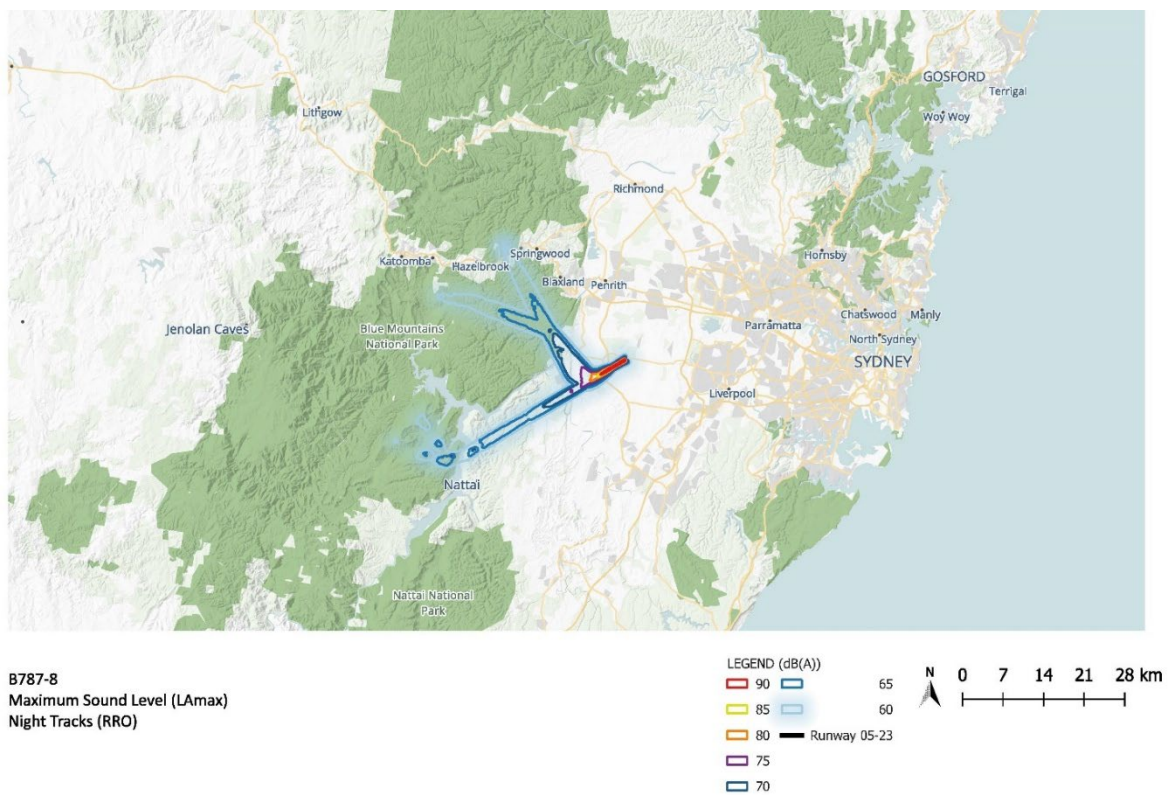 GOSFORD
Terrigal
Woy Woy
Lithgow
Richmond
Springwood
Katoomba
Hazelbrook
Hornsby
Blaxland
Penrith
Jenolan Caves
Blue Mountains
National Park
Parramatta
Chatswood
Manly
North Sydney
SYDNEY
Liverpool
Nattai
Nattai National
Park
B787-8
Maximum Sound Level (LAmax)
Night Tracks (RRO)
LEGEND (dB(A))
90 65
85 60
80 Runway 05-23
75
70
N 0 7 14 21 28 km